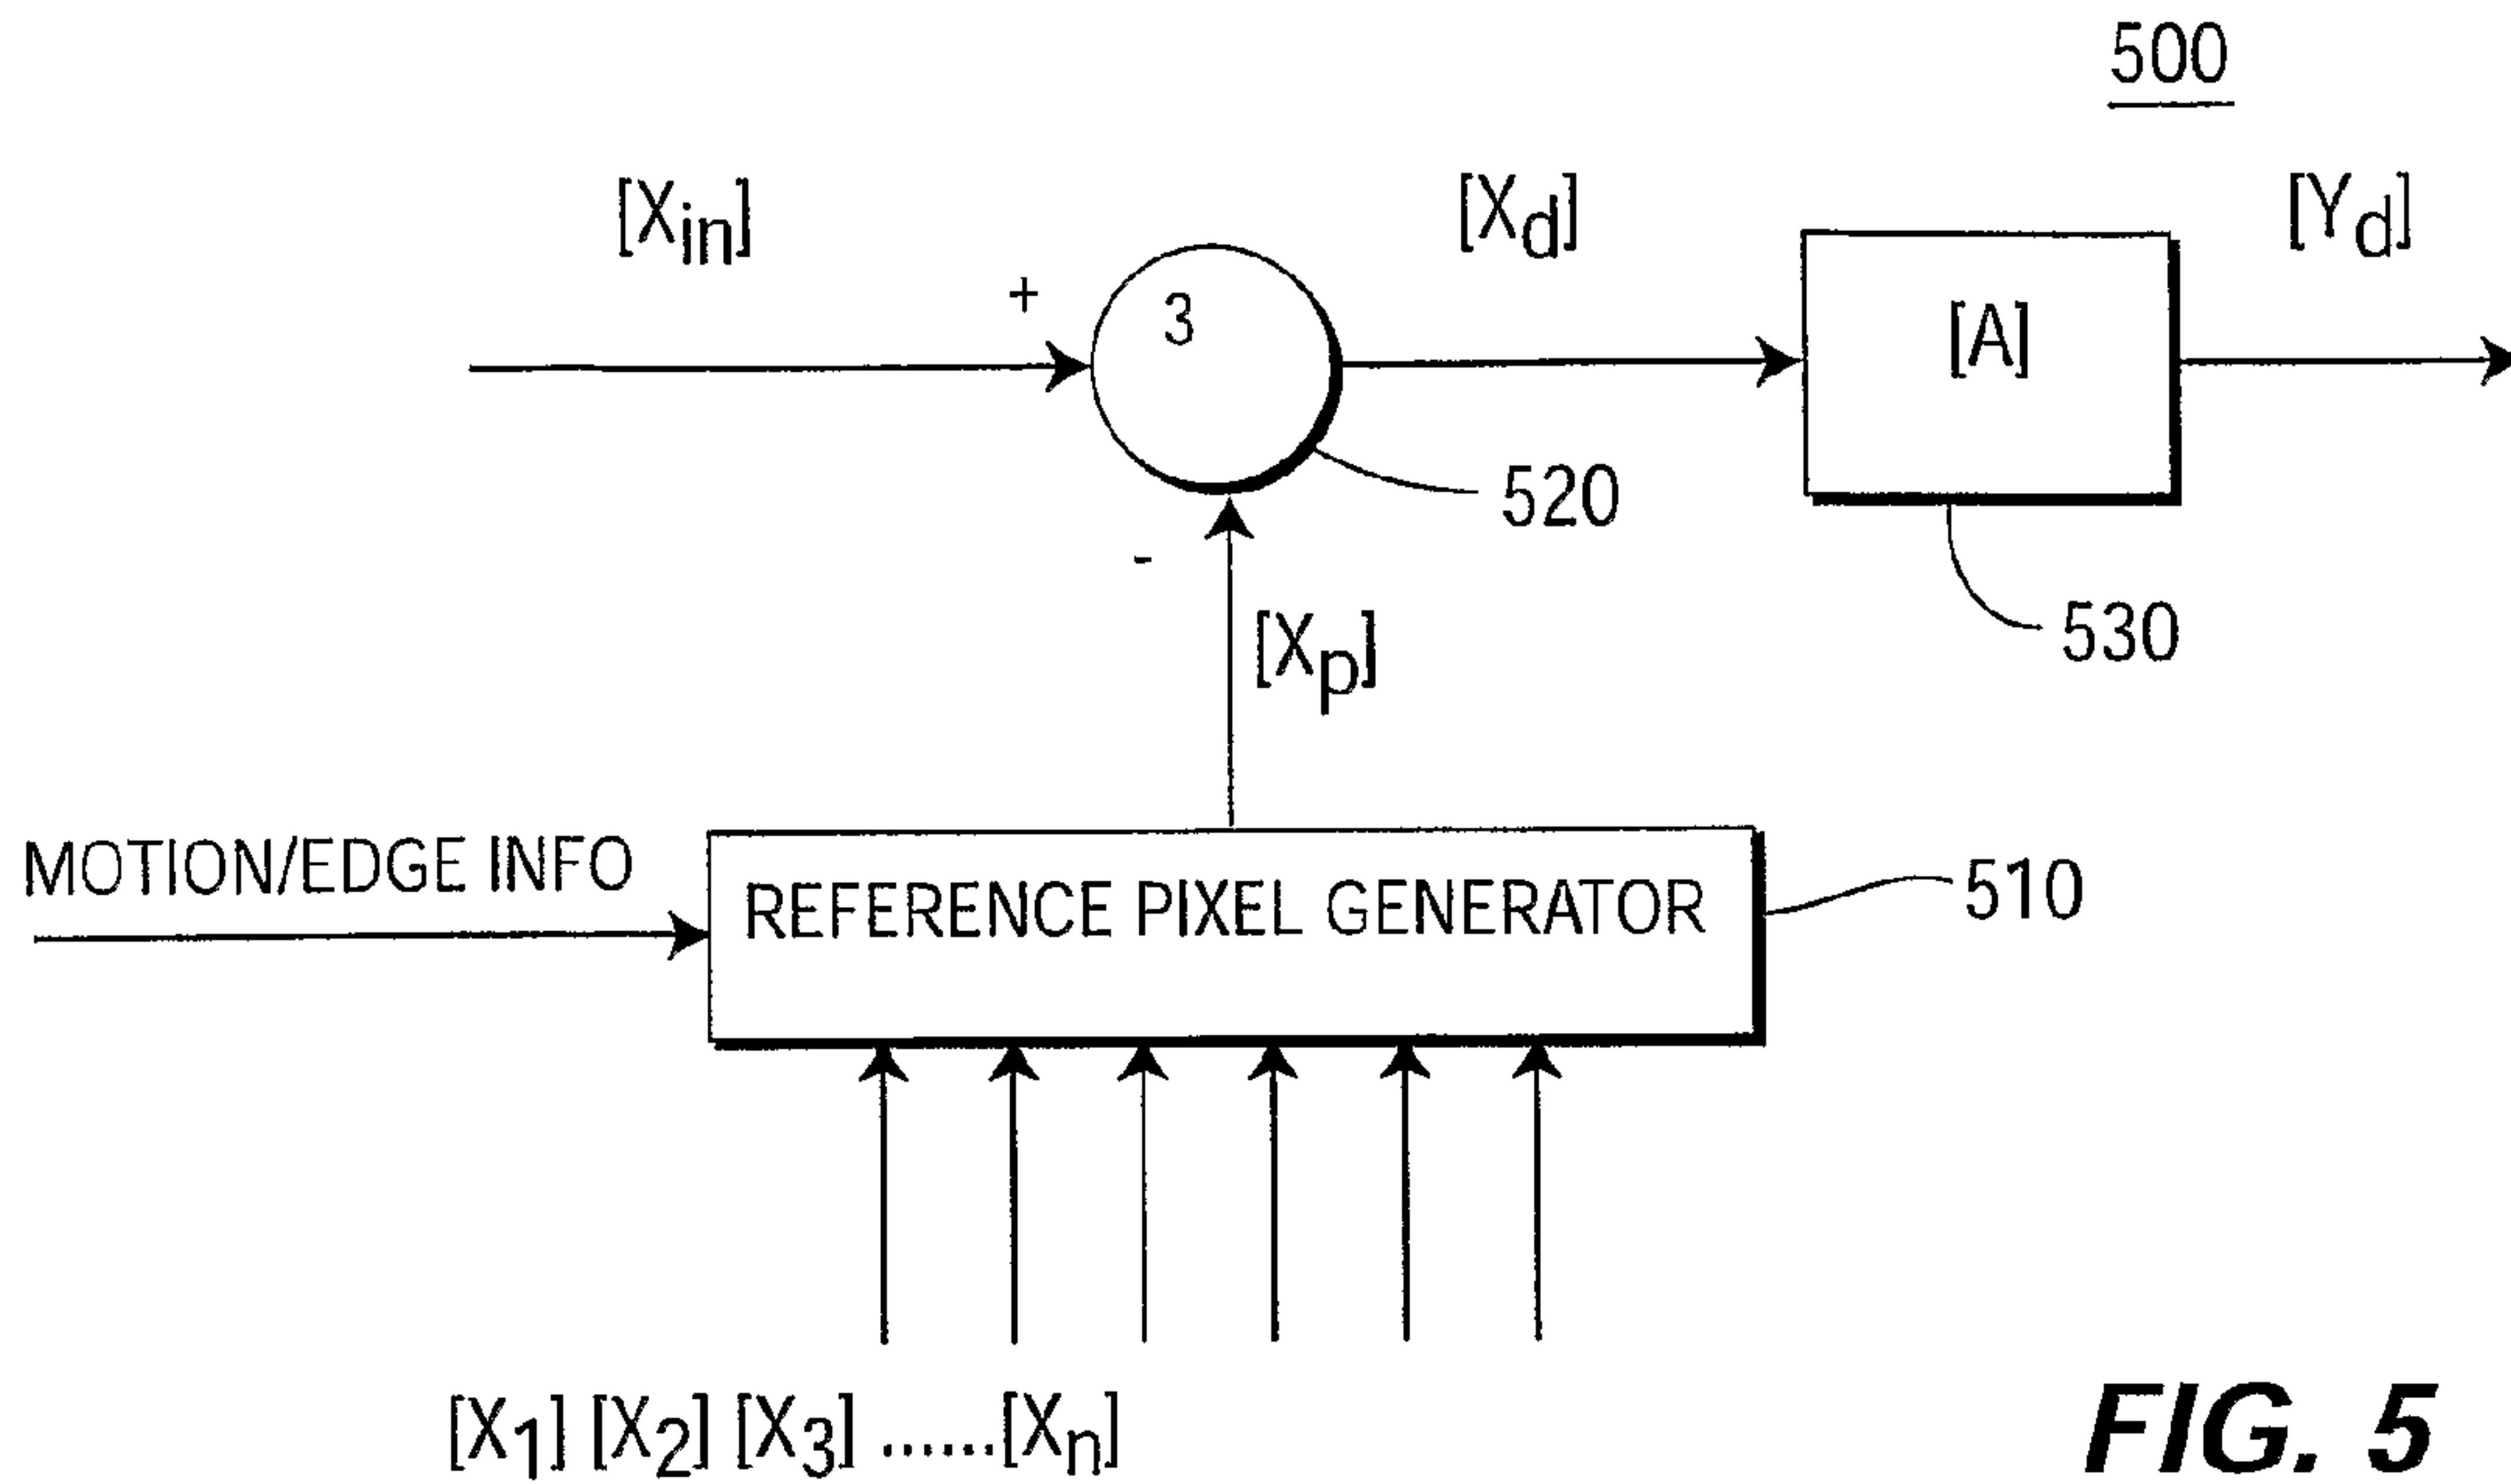 500
[Xin]
[Xd]
[Yd]
+
3
[A]
520
-
[Xp]
530
MOTION/EDGE INFO
REFERENCE PIXEL GENERATOR
510
[X1] [X2] [X3] ......[Xn]
FIG. 5